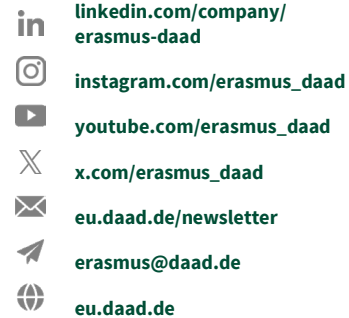 linkedin.com/company/
erasmus-daad
instagram.com/erasmus_daad
youtube.com/erasmus_daad
x.com/erasmus_daad
eu.daad.de/newsletter
erasmus@daad.de
eu.daad.de